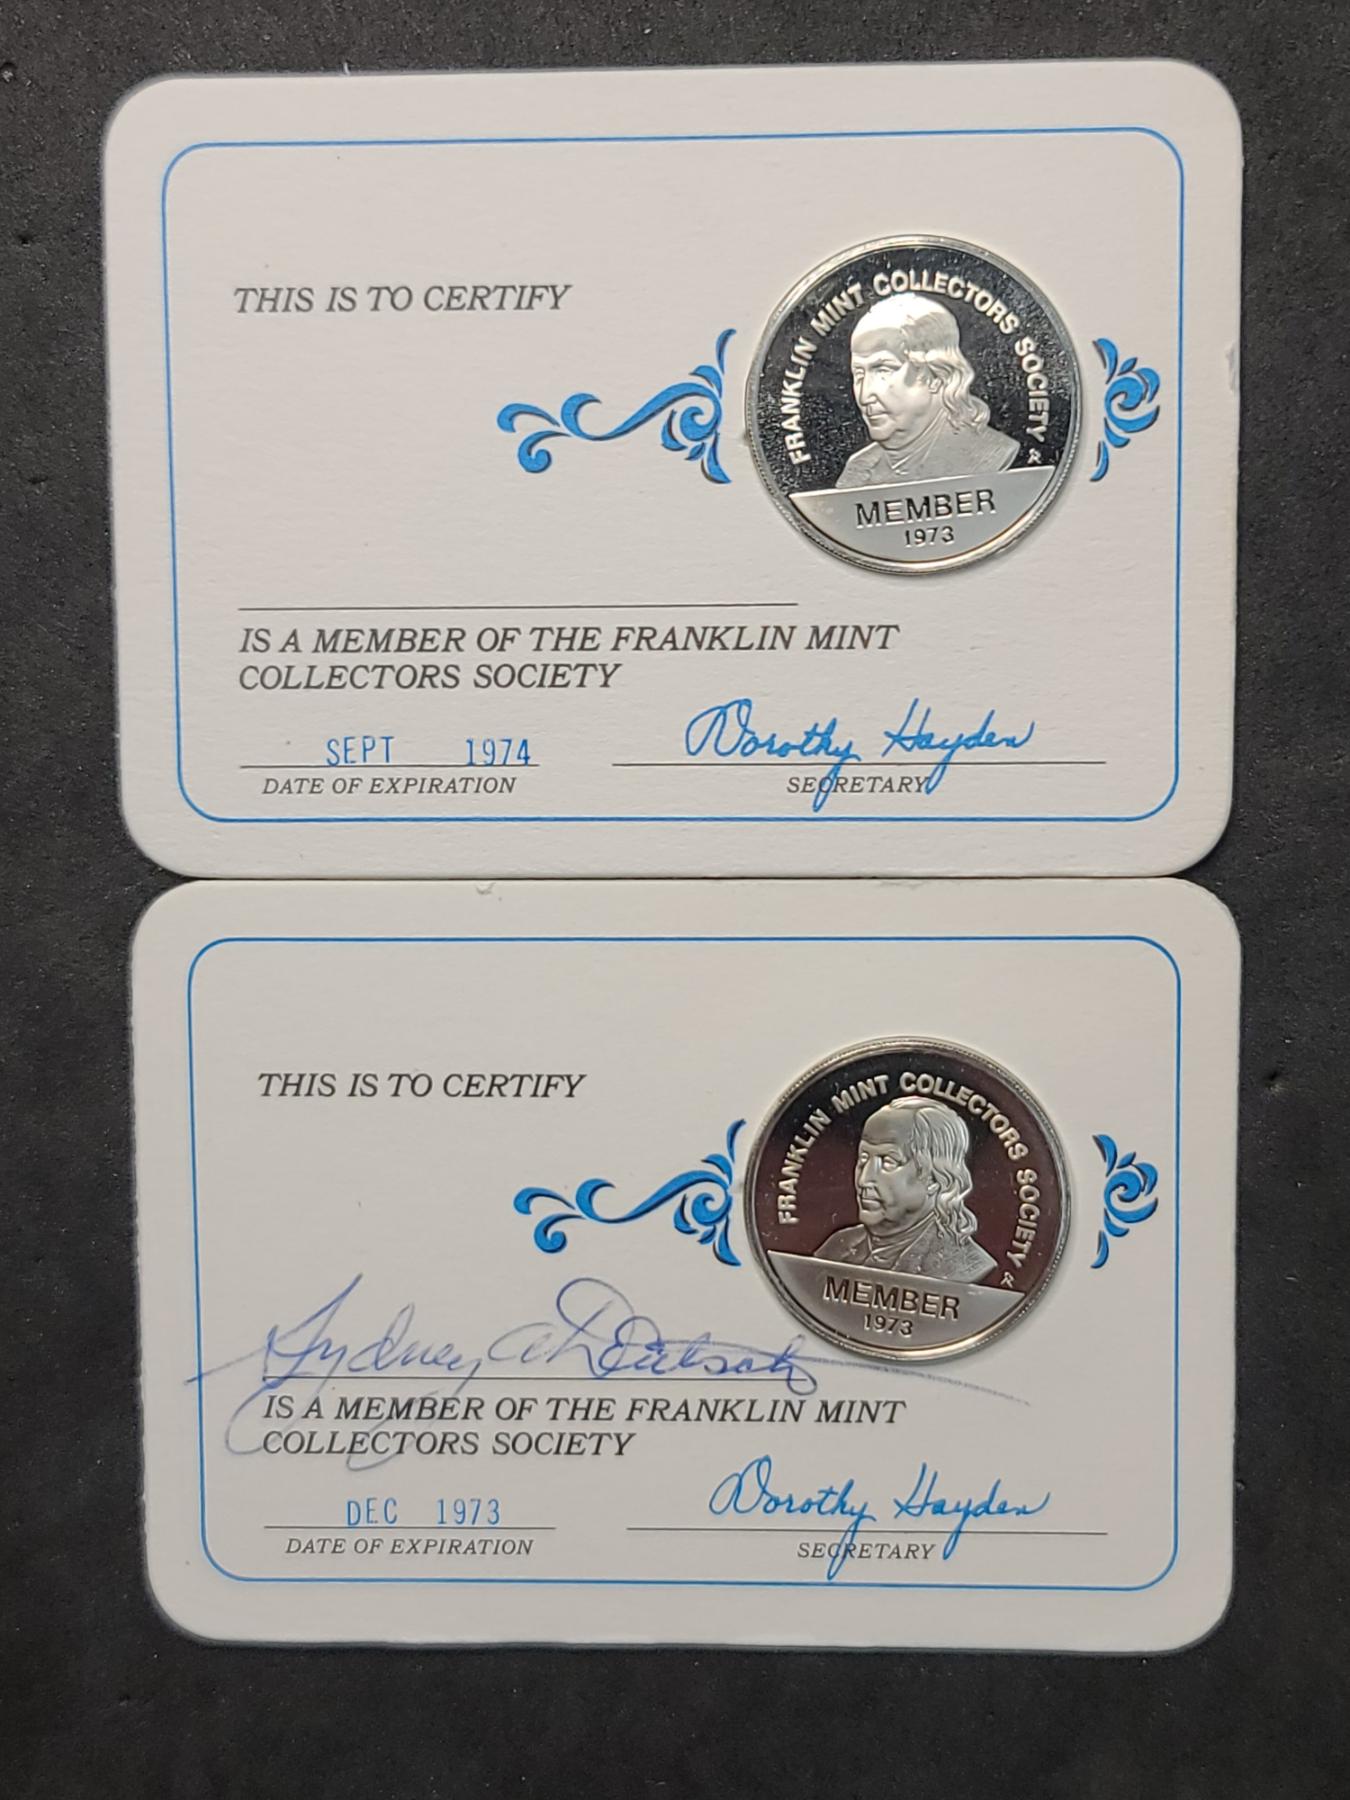 THIS IS TO CERTIFY
FRANKLIN MINT COLLECTORS SOCIETY
MEMBER
1973
IS A MEMBER OF THE FRANKLIN MINT
COLLECTORS SOCIETY
SEPT 1974
Dorothy Hayden
DATE OF EXPIRATION
SECRETARY
THIS IS TO CERTIFY
FRANKLIN MINT COLLECTORS SOCIETY
MEMBER
1973
Sydney
IS A MEMBER OF THE FRANKLIN MINT
COLLECTORS SOCIETY
DEC 1973
Dorothy Hayden
DATE OF EXPIRATION
SECRETARY